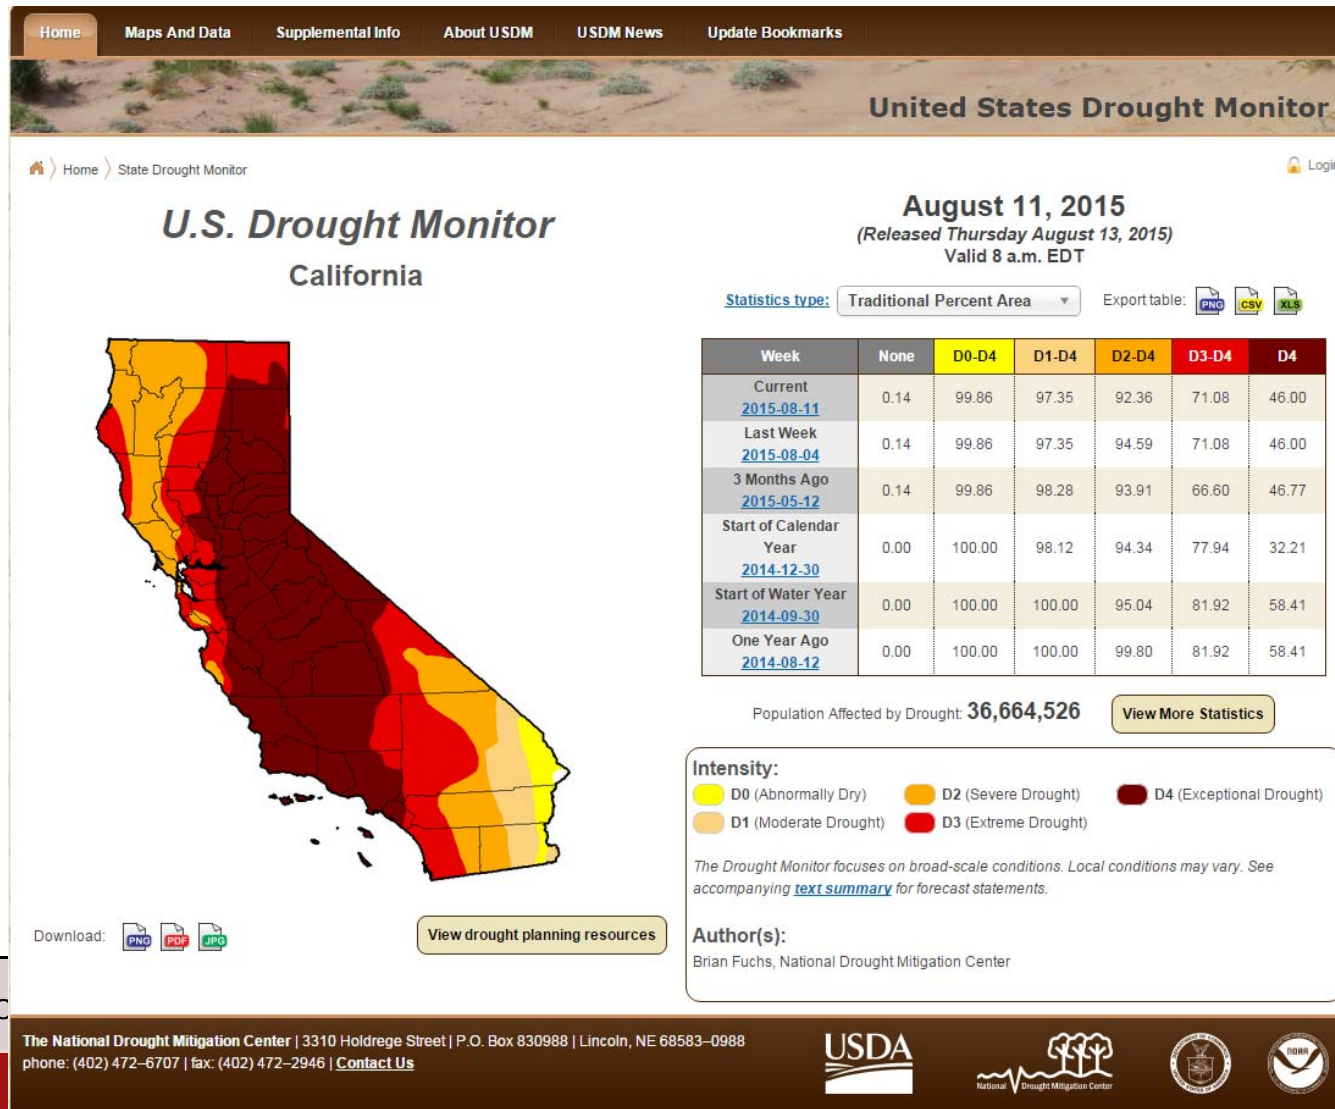 Home Maps And Data Supplemental Info About USDM USDM News Update Bookmarks
United States Drought Monitor
Home State Drought Monitor
Login
U.S. Drought Monitor
California
August 11, 2015
(Released Thursday August 13, 2015)
Valid 8 a.m. EDT
Statistics type: Traditional Percent Area Export table: PNG CSV XLS
Week None D0-D4 D1-D4 D2-D4 D3-D4 D4
Current
2015-08-11 0.14 99.86 97.35 92.36 71.08 46.00
Last Week
2015-08-04 0.14 99.86 97.35 94.59 71.08 46.00
3 Months Ago
2015-05-12 0.14 99.86 98.28 93.91 66.60 46.77
Start of Calendar
Year
2014-12-30 0.00 100.00 98.12 94.34 77.94 32.21
Start of Water Year
2014-09-30 0.00 100.00 100.00 95.04 81.92 58.41
One Year Ago
2014-08-12 0.00 100.00 100.00 99.80 81.92 58.41
Population Affected by Drought: 36,664,526 View More Statistics
Intensity:
D0 (Abnormally Dry) D2 (Severe Drought) D4 (Exceptional Drought)
D1 (Moderate Drought) D3 (Extreme Drought)
The Drought Monitor focuses on broad-scale conditions. Local conditions may vary. See
accompanying text summary for forecast statements.
Author(s):
Brian Fuchs, National Drought Mitigation Center
Download: PNG PDF JPG View drought planning resources
The National Drought Mitigation Center | 3310 Holdrege Street | P.O. Box 830988 | Lincoln, NE 68583–0988
phone: (402) 472–6707 | fax: (402) 472–2946 | Contact Us
USDA
National Drought Mitigation Center
NOAA